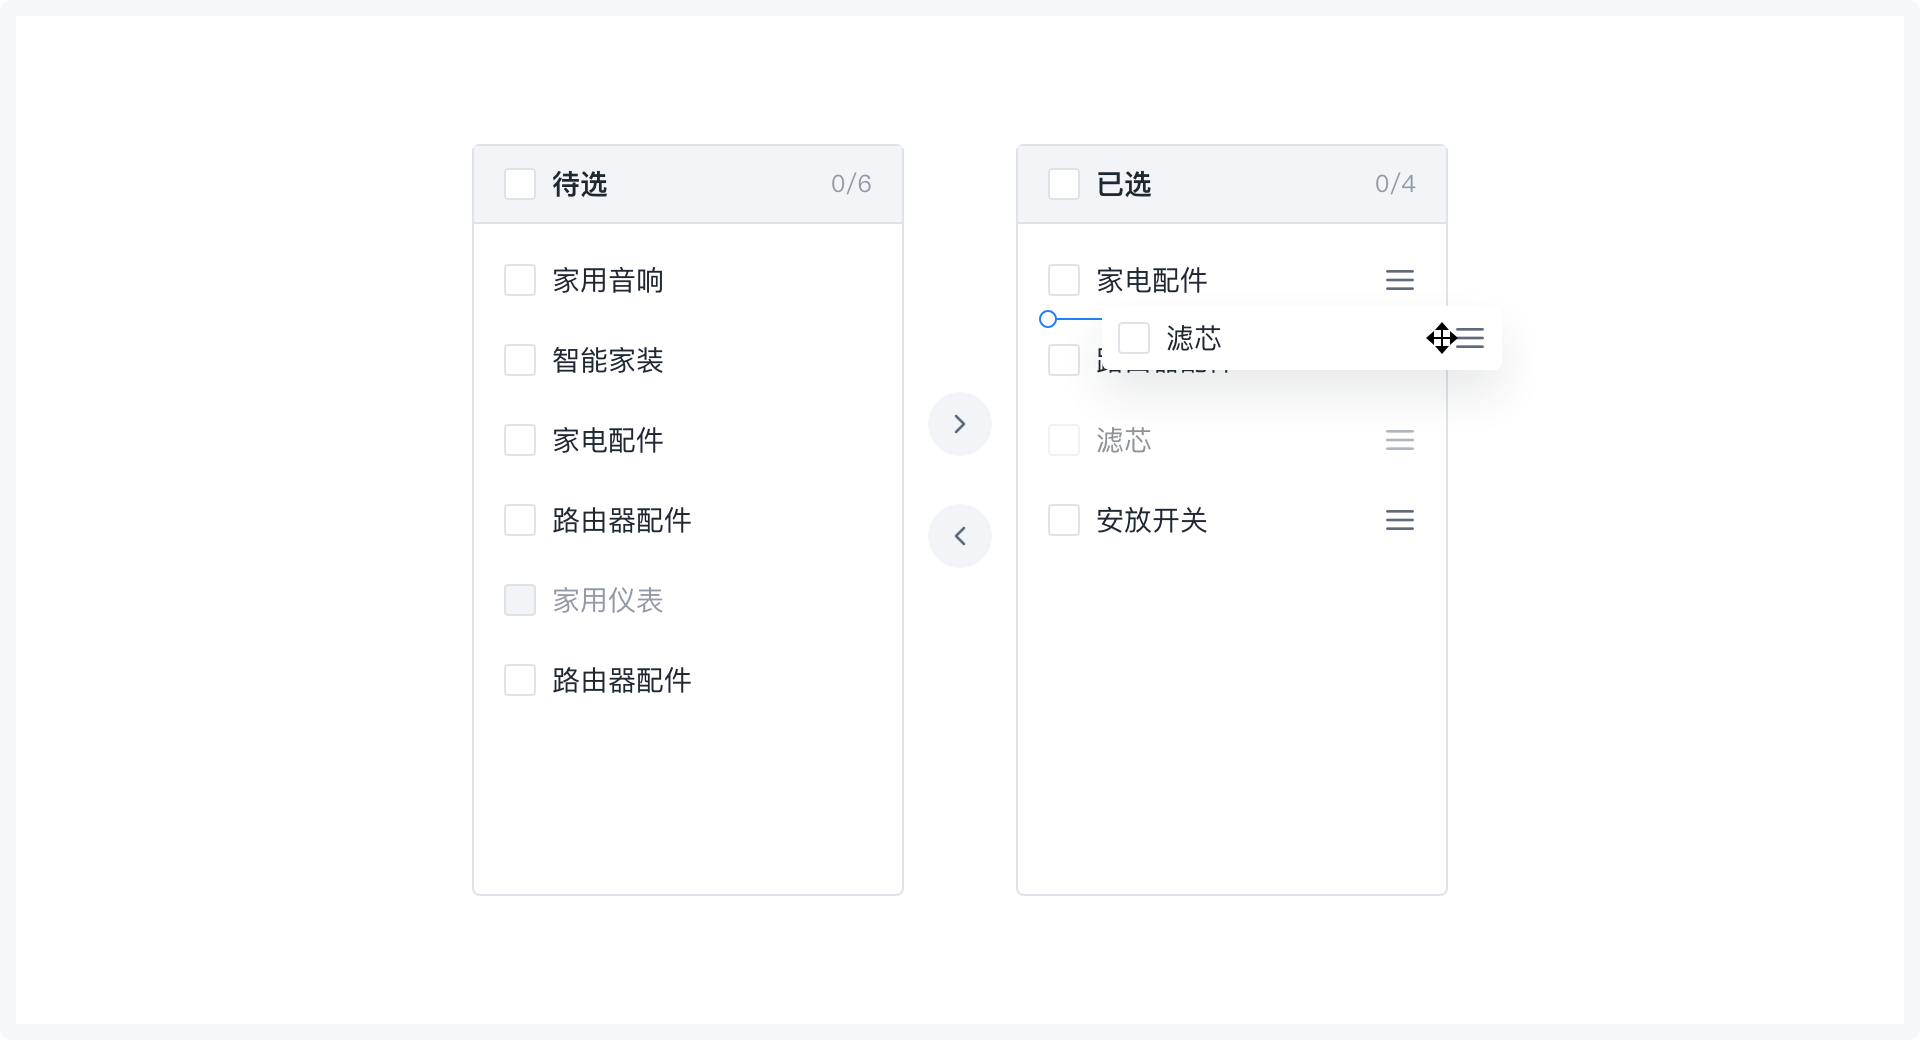 待选 0/6
家用音响
智能家装
家电配件
路由器配件
家用仪表
路由器配件
已选 0/4
家电配件
滤芯
滤芯
安放开关